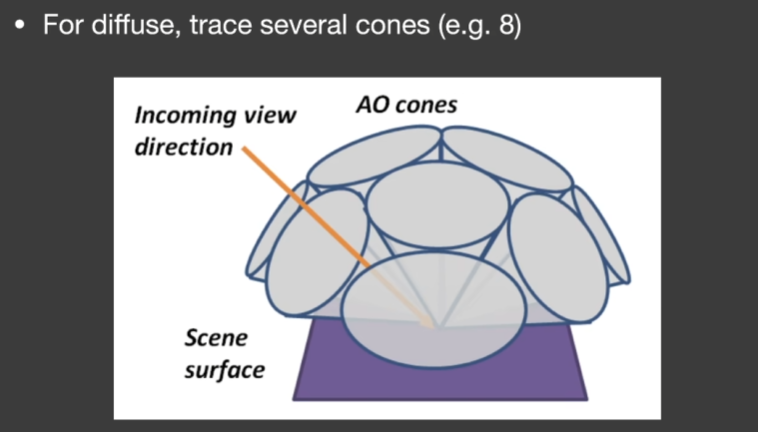 • For diffuse, trace several cones (e.g. 8)
Incoming view
direction
AO cones
Scene
surface